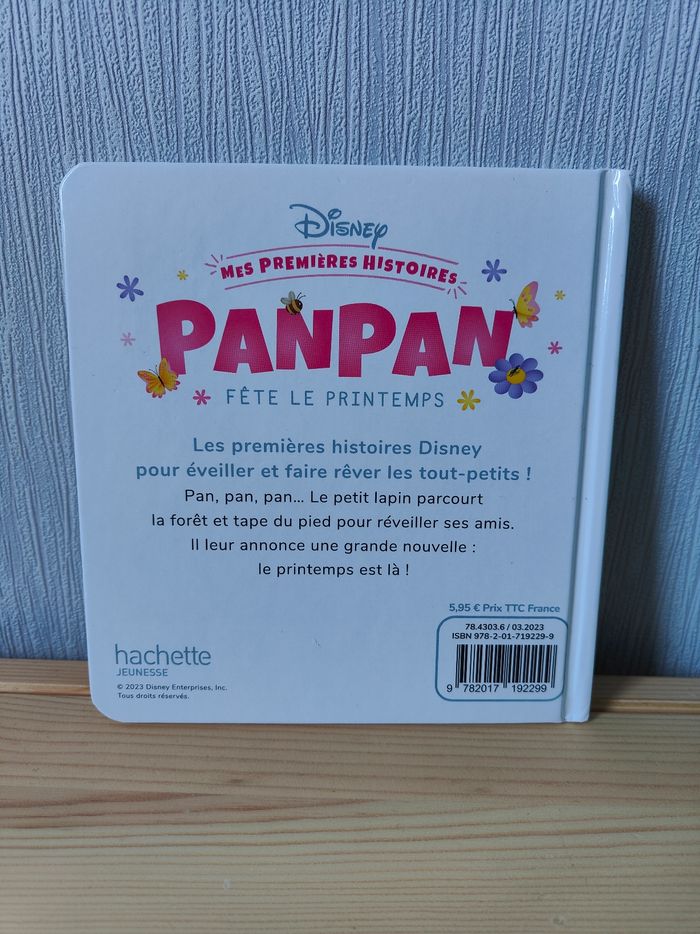 Disney
MES PREMIÈRES HISTOIRES
PANPAN
FÊTE LE PRINTEMPS
Les premières histoires Disney
pour éveiller et faire rêver les tout-petits !
Pan, pan, pan... Le petit lapin parcourt
la forêt et tape du pied pour réveiller ses amis.
Il leur annonce une grande nouvelle :
le printemps est là !
5,95 € Prix TTC France
78.4303.6 / 03.2023
ISBN 978-2-01-719229-9
9 782017 192299
hachette
JEUNESSE
© 2023 Disney Enterprises, Inc.
Tous droits réservés.